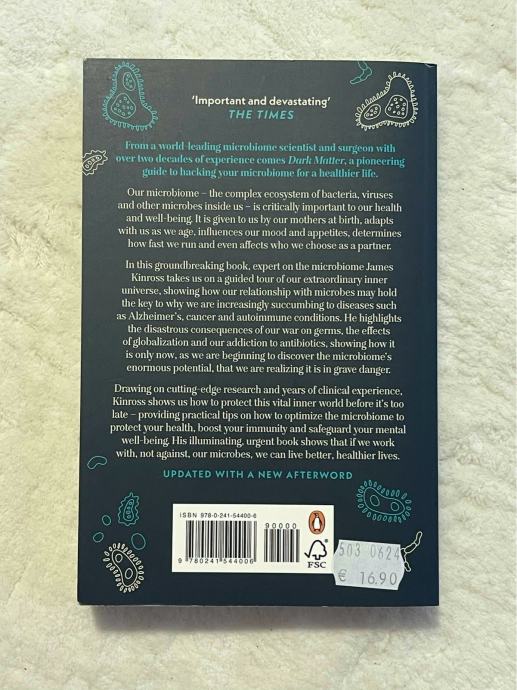 ‘Important and devastating’
THE TIMES
From a world-leading microbiome scientist and surgeon with
over two decades of experience comes Dark Matter, a pioneering
guide to hacking your microbiome for a healthier life.
Our microbiome – the complex ecosystem of bacteria, viruses
and other microbes inside us – is critically important to our health
and well-being. It is given to us by our mothers at birth, adapts
with us as we age, influences our mood and appetites, determines
how fast we run and even affects who we choose as a partner.
In this groundbreaking book, expert on the microbiome James
Kinross takes us on a guided tour of our extraordinary inner
universe, showing how our relationship with microbes may hold
the key to why we are increasingly succumbing to diseases such
as Alzheimer’s, cancer and autoimmune conditions. He highlights
the disastrous consequences of our war on germs, the effects
of globalization and our addiction to antibiotics, showing how it
is only now, as we are beginning to discover the microbiome’s
enormous potential, that we are realizing it is in grave danger.
Drawing on cutting-edge research and years of clinical experience,
Kinross shows us how to protect this vital inner world before it’s too
late – providing practical tips on how to optimize the microbiome to
protect your health, boost your immunity and safeguard your mental
well-being. His illuminating, urgent book shows that if we work
with, not against, our microbes, we can live better, healthier lives.
UPDATED WITH A NEW AFTERWORD
ISBN 978-0-241-54400-6
90000
9 780241 544006
FSC
503 0624
€ 16.90